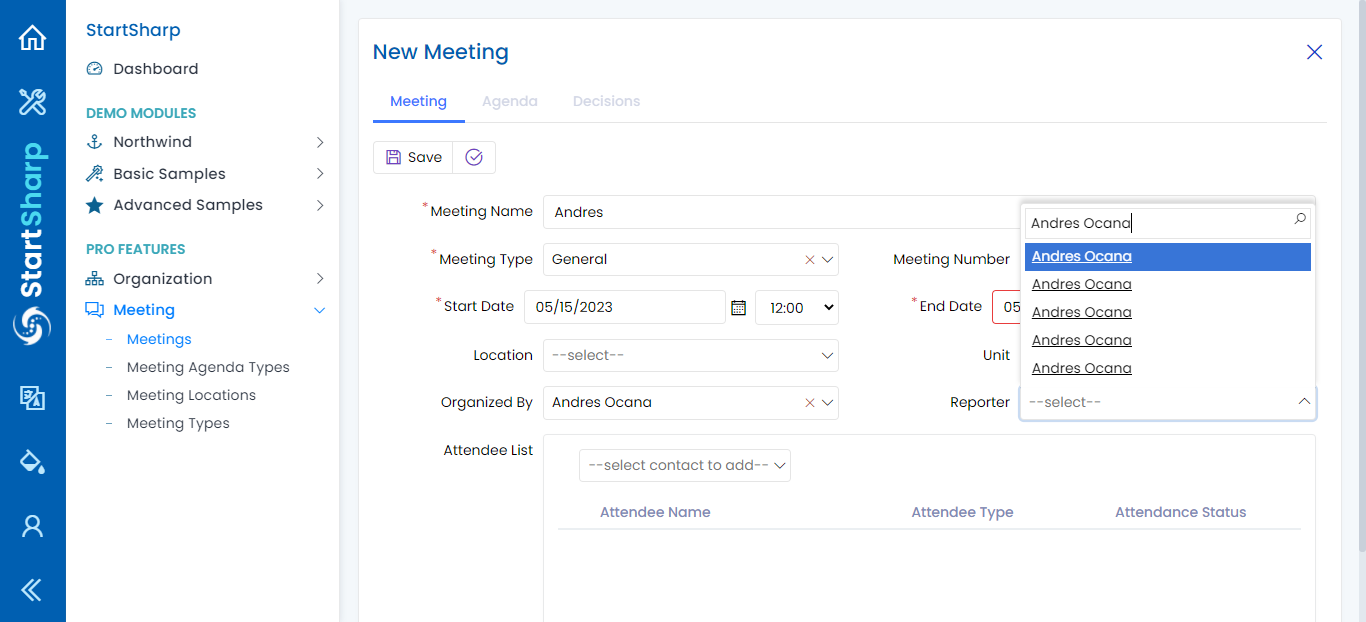 StartSharp
StartSharp
Dashboard
DEMO MODULES
Northwind
Basic Samples
Advanced Samples
PRO FEATURES
Organization
Meeting
Meetings
Meeting Agenda Types
Meeting Locations
Meeting Types
New Meeting
Meeting Agenda Decisions
Save
*Meeting Name Andres
*Meeting Type General
Meeting Number
*Start Date 05/15/2023 12:00
*End Date 05
Location --select--
Unit
Organized By Andres Ocana
Reporter --select--
Andres Ocana
Andres Ocana
Andres Ocana
Andres Ocana
Andres Ocana
Andres Ocana
Attendee List
--select contact to add--
Attendee Name Attendee Type Attendance Status